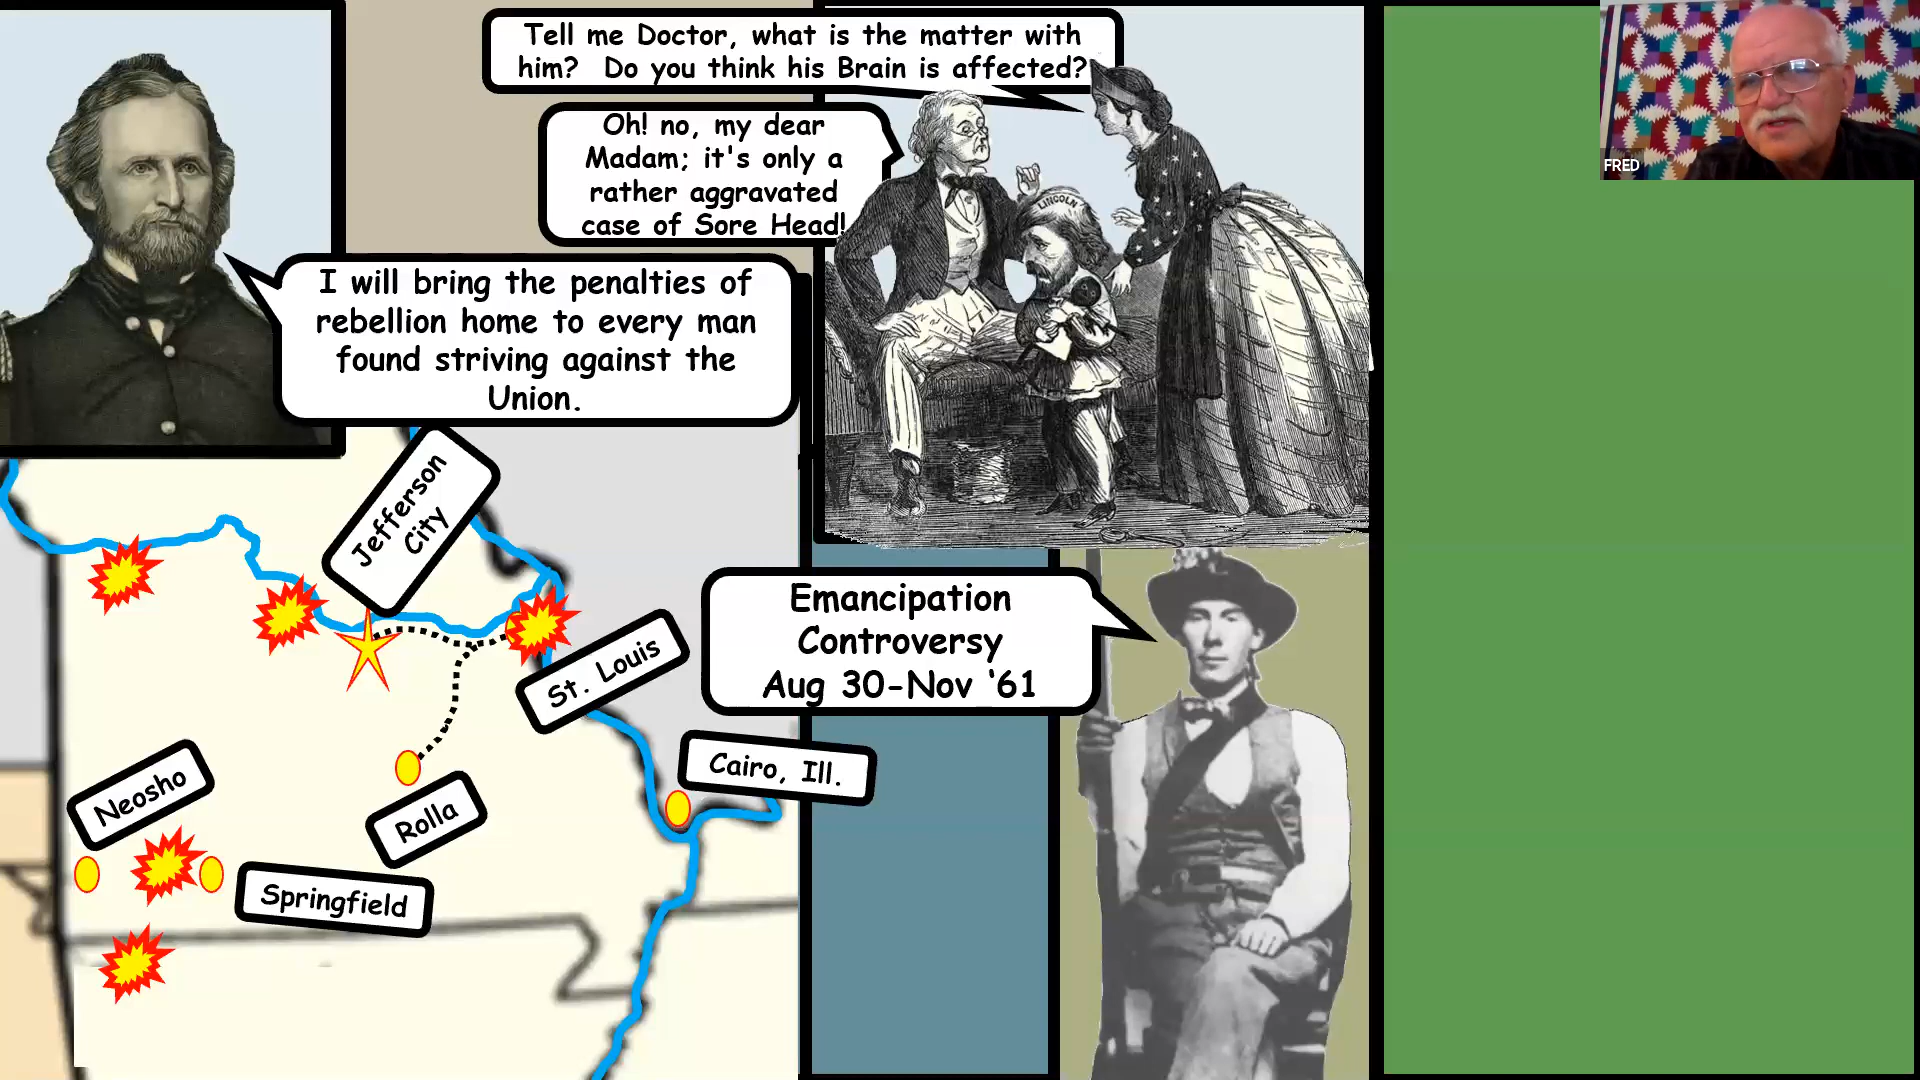 Tell me Doctor, what is the matter with
him? Do you think his Brain is affected?
Oh! no, my dear
Madam; it's only a
rather aggravated
case of Sore Head!
LINCOLN
FRED
I will bring the penalties of
rebellion home to every man
found striving against the
Union.
Jefferson
City
Emancipation
Controversy
Aug 30-Nov ‘61
St. Louis
Cairo, Ill.
Neosho
Rolla
Springfield